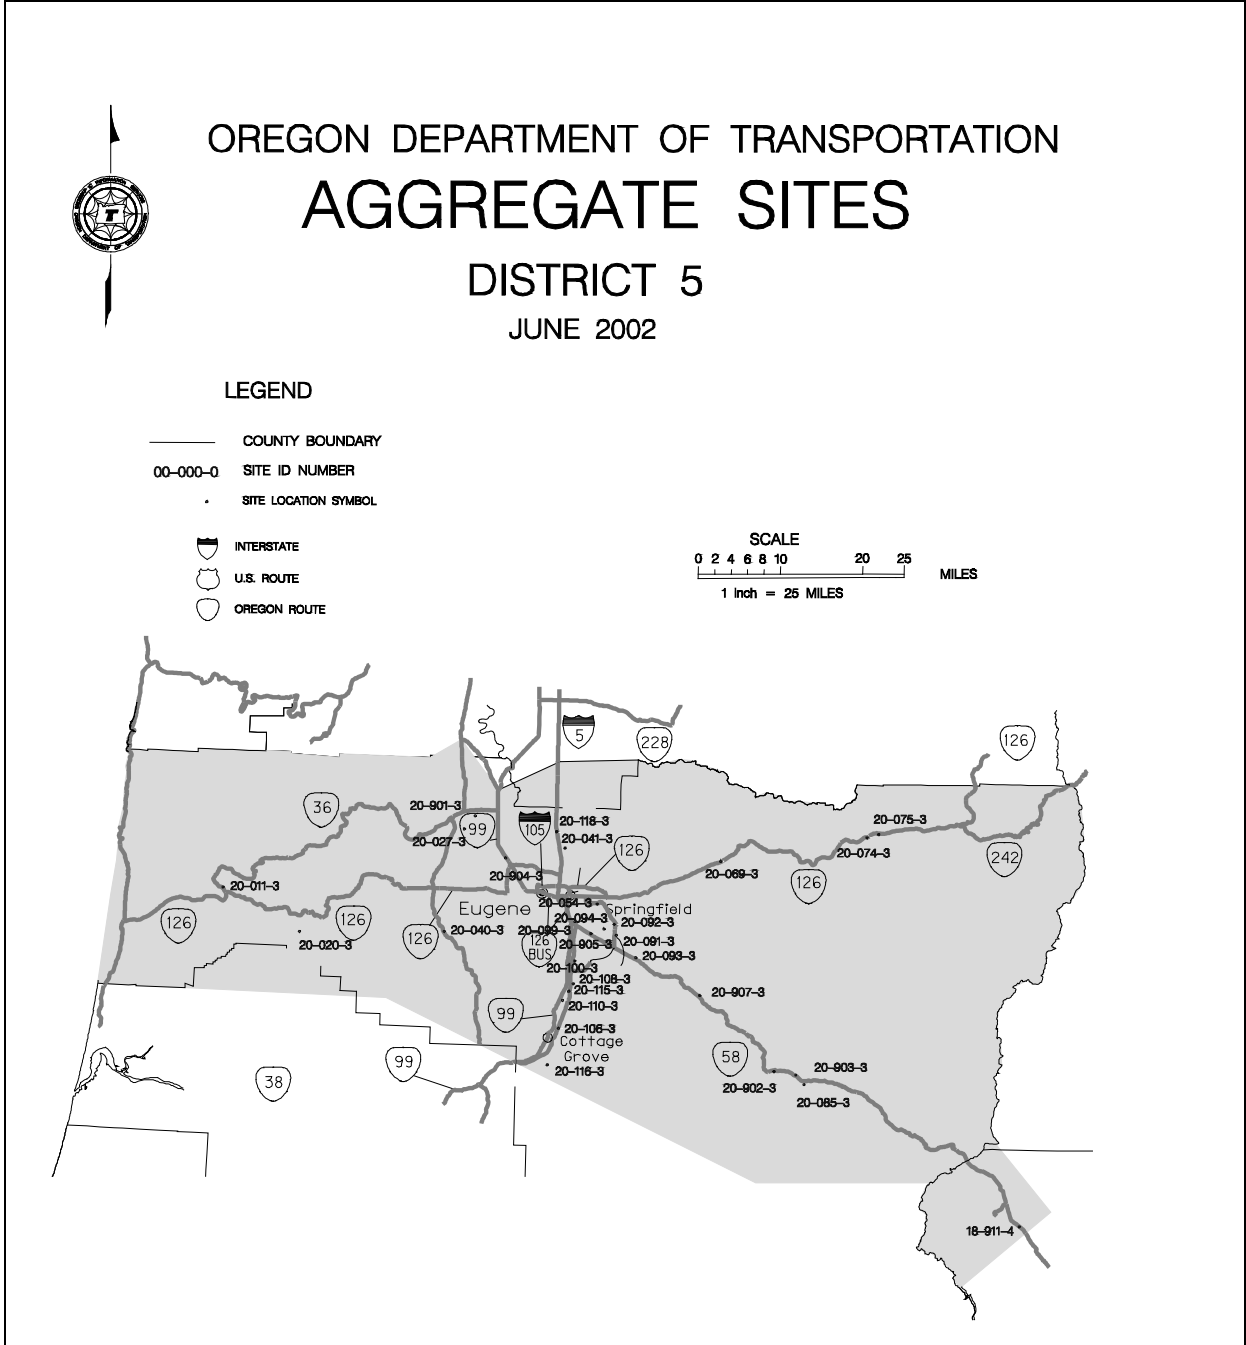 OREGON DEPARTMENT OF TRANSPORTATION
AGGREGATE SITES
DISTRICT 5
JUNE 2002
T
LEGEND
COUNTY BOUNDARY
00-000-0 SITE ID NUMBER
SITE LOCATION SYMBOL
INTERSTATE
U.S. ROUTE
OREGON ROUTE
SCALE
0 2 4 6 8 10 20 25
MILES
1 Inch = 25 MILES
5
228
126
36
20-901-3
99
105
20-118-3
20-041-3
20-075-3
20-027-3
126
20-074-3
242
20-904-3
20-069-3
126
20-011-3
20-054-3
Eugene
Springfield
126
126
20-094-3
20-092-3
20-040-3
20-099-3
126
20-020-3
126
BUS
20-905-3
20-091-3
20-093-3
20-100-3
20-108-3
20-115-3
20-907-3
20-110-3
99
20-106-3
Cottage
Grove
99
58
20-116-3
20-903-3
38
20-902-3
20-085-3
18-911-4